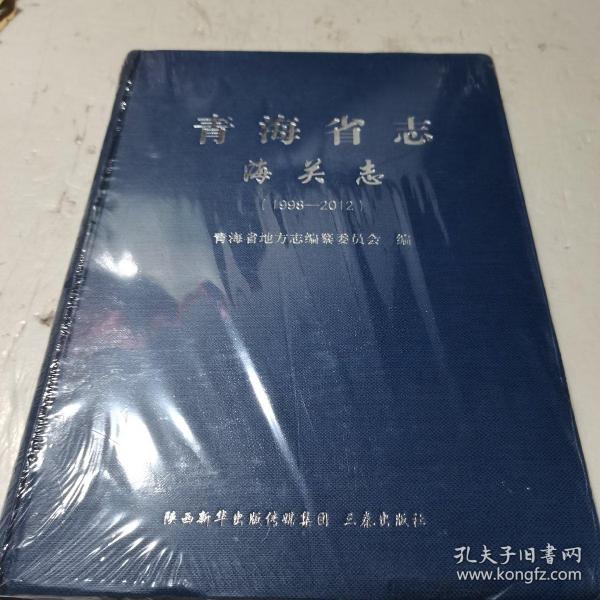 青海省志
海关志
（1998—2012）
青海省地方志编纂委员会 编
陕西新华出版传媒集团 三秦出版社
孔夫子旧书网
www.kongfz.com